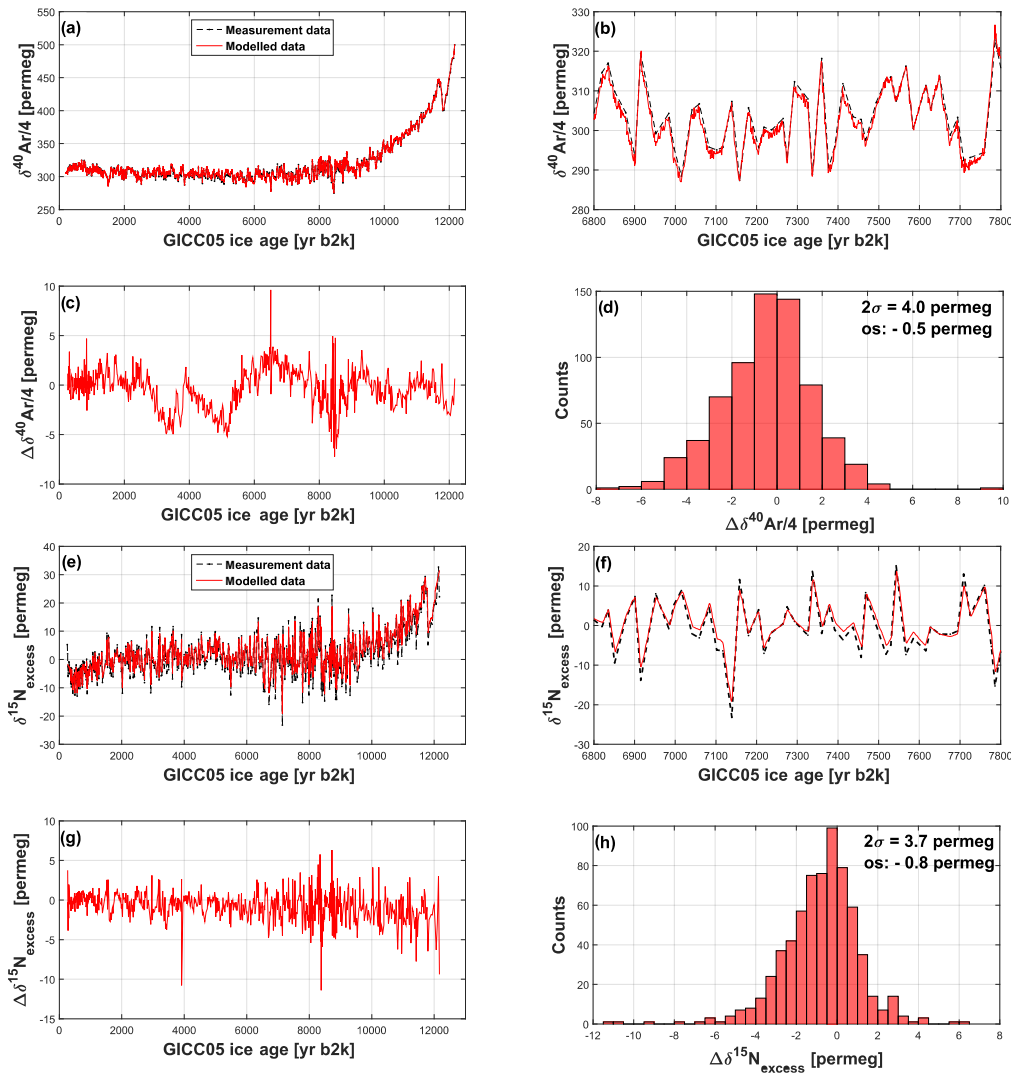 (a)
Measurement data
Modelled data
550
500
450
400
350
300
250
0 2000 4000 6000 8000 10000 12000
δ⁴⁰Ar/4 [permeg]
GICC05 ice age [yr b2k]
(b)
330
320
310
300
290
280
6800 6900 7000 7100 7200 7300 7400 7500 7600 7700 7800
δ⁴⁰Ar/4 [permeg]
GICC05 ice age [yr b2k]
(c)
10
5
0
-5
-10
0 2000 4000 6000 8000 10000 12000
Δδ⁴⁰Ar/4 [permeg]
GICC05 ice age [yr b2k]
(d)
2σ = 4.0 permeg
os: - 0.5 permeg
150
100
50
0
-8 -6 -4 -2 0 2 4 6 8 10
Counts
Δδ⁴⁰Ar/4 [permeg]
(e)
Measurement data
Modelled data
40
30
20
10
0
-10
-20
-30
0 2000 4000 6000 8000 10000 12000
δ¹⁵Nexcess [permeg]
GICC05 ice age [yr b2k]
(f)
20
10
0
-10
-20
-30
6800 6900 7000 7100 7200 7300 7400 7500 7600 7700 7800
δ¹⁵Nexcess [permeg]
GICC05 ice age [yr b2k]
(g)
10
5
0
-5
-10
-15
0 2000 4000 6000 8000 10000 12000
Δδ¹⁵Nexcess [permeg]
GICC05 ice age [yr b2k]
(h)
2σ = 3.7 permeg
os: - 0.8 permeg
100
80
60
40
20
0
-12 -10 -8 -6 -4 -2 0 2 4 6 8
Counts
Δδ¹⁵Nexcess [permeg]